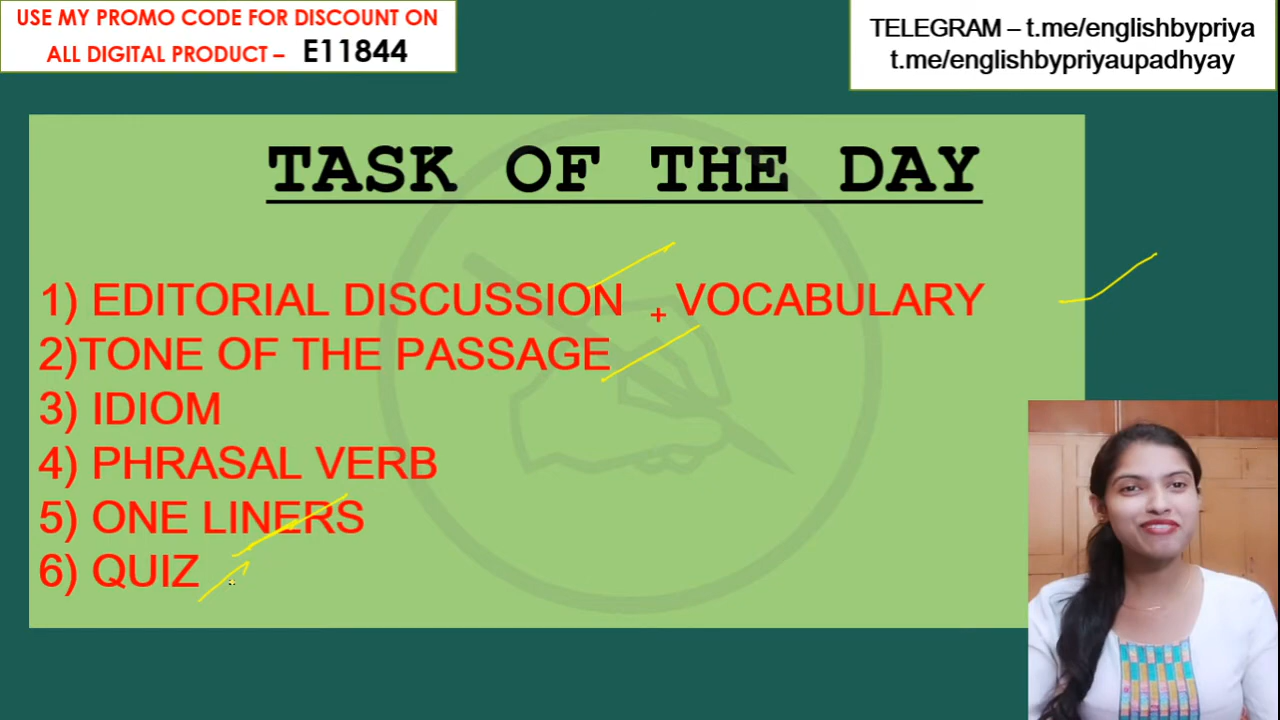 USE MY PROMO CODE FOR DISCOUNT ON
ALL DIGITAL PRODUCT – E11844
TELEGRAM – t.me/englishbypriya
t.me/englishbypriyaupadhyay
TASK OF THE DAY
1) EDITORIAL DISCUSSION + VOCABULARY
2)TONE OF THE PASSAGE
3) IDIOM
4) PHRASAL VERB
5) ONE LINERS
6) QUIZ